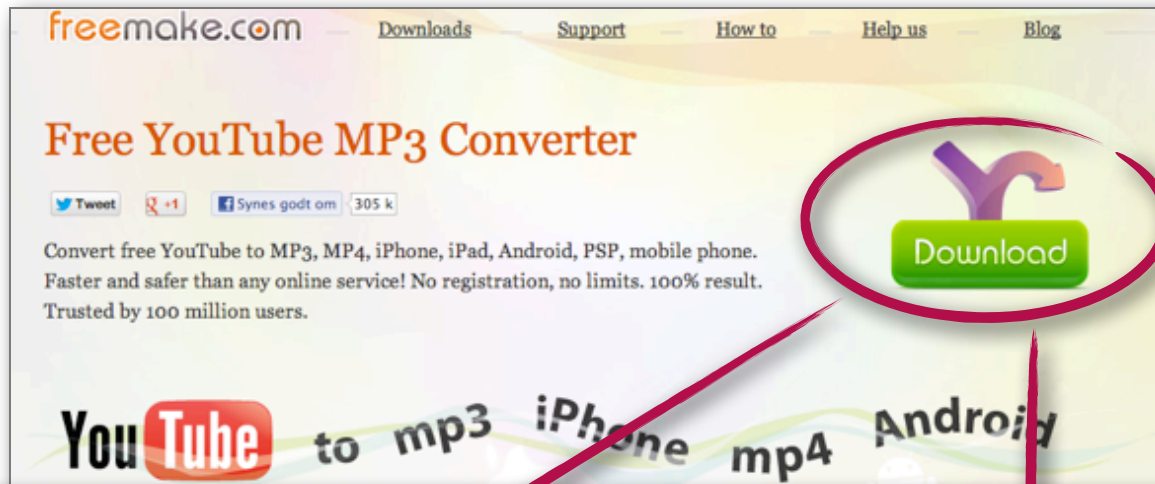 freemake.com Downloads Support How to Help us Blog
Free YouTube MP3 Converter
Tweet g +1 Synes godt om 305 k
Convert free YouTube to MP3, MP4, iPhone, iPad, Android, PSP, mobile phone.
Faster and safer than any online service! No registration, no limits. 100% result.
Trusted by 100 million users.
Download
YouTube to mp3 iPhone mp4 Android